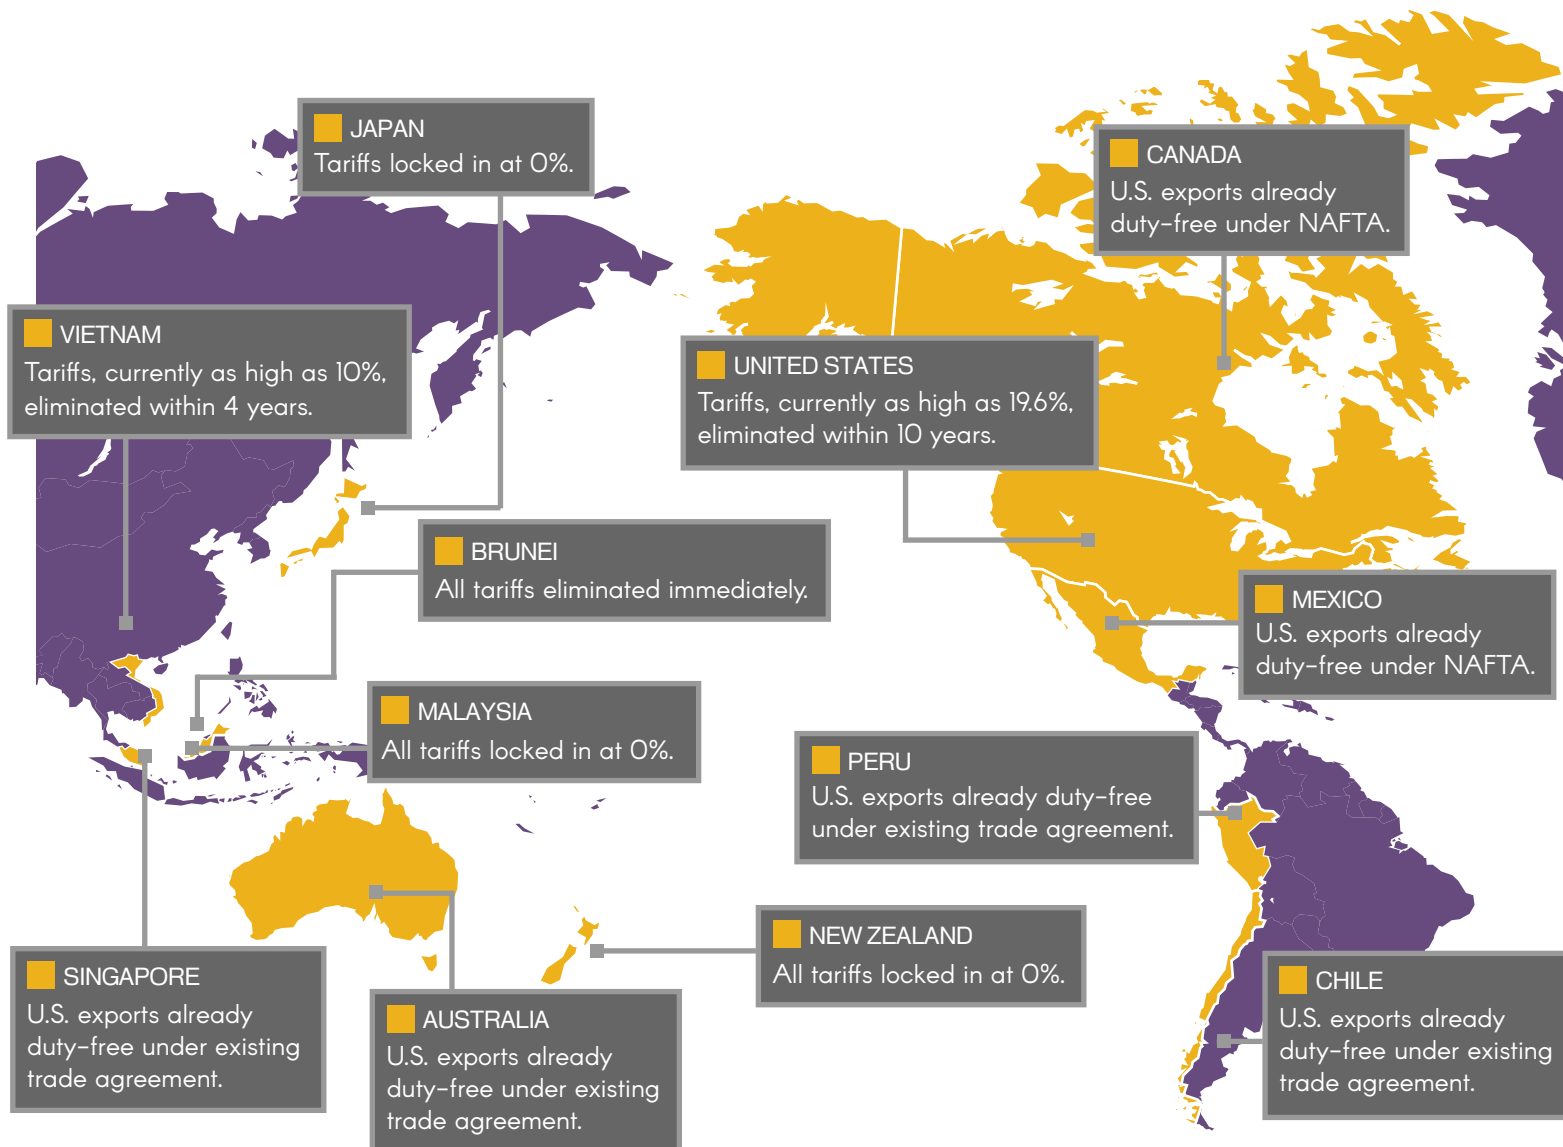 JAPAN
Tariffs locked in at 0%.
CANADA
U.S. exports already
duty-free under NAFTA.
VIETNAM
Tariffs, currently as high as 10%,
eliminated within 4 years.
UNITED STATES
Tariffs, currently as high as 19.6%,
eliminated within 10 years.
BRUNEI
All tariffs eliminated immediately.
MEXICO
U.S. exports already
duty-free under NAFTA.
MALAYSIA
All tariffs locked in at 0%.
PERU
U.S. exports already duty-free
under existing trade agreement.
NEW ZEALAND
All tariffs locked in at 0%.
SINGAPORE
U.S. exports already
duty-free under existing
trade agreement.
AUSTRALIA
U.S. exports already
duty-free under existing
trade agreement.
CHILE
U.S. exports already
duty-free under existing
trade agreement.